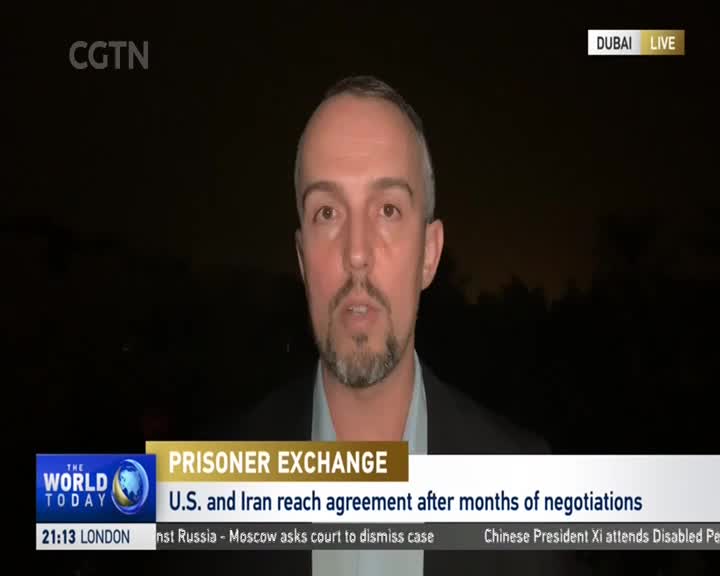 CGTN
DUBAI LIVE
PRISONER EXCHANGE
THE
WORLD
TODAY
U.S. and Iran reach agreement after months of negotiations
21:13 LONDON
nst Russia - Moscow asks court to dismiss case Chinese President Xi attends Disabled Pe